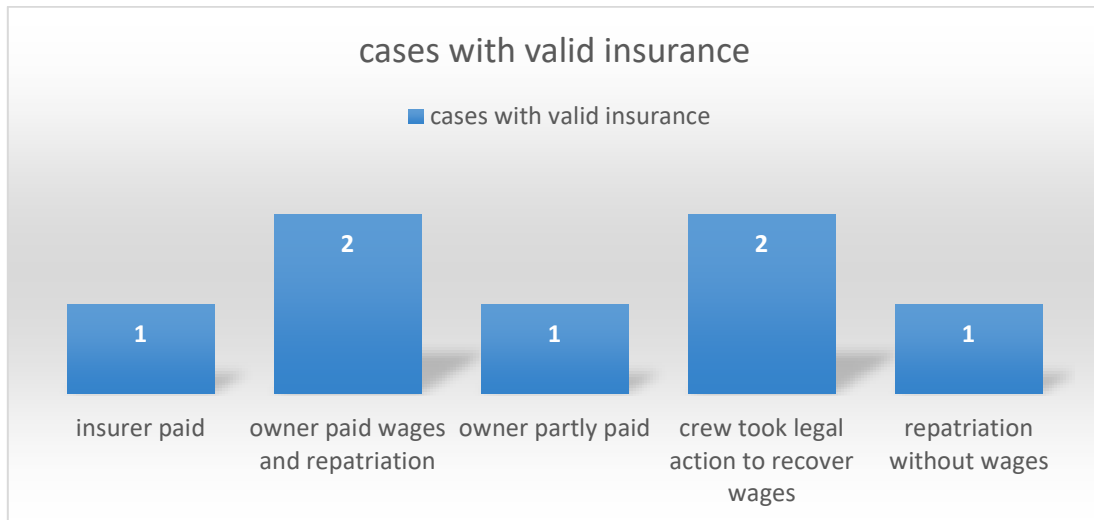 cases with valid insurance
cases with valid insurance
1
2
1
2
1
insurer paid
owner paid wages
and repatriation
owner partly paid
crew took legal
action to recover
wages
repatriation
without wages